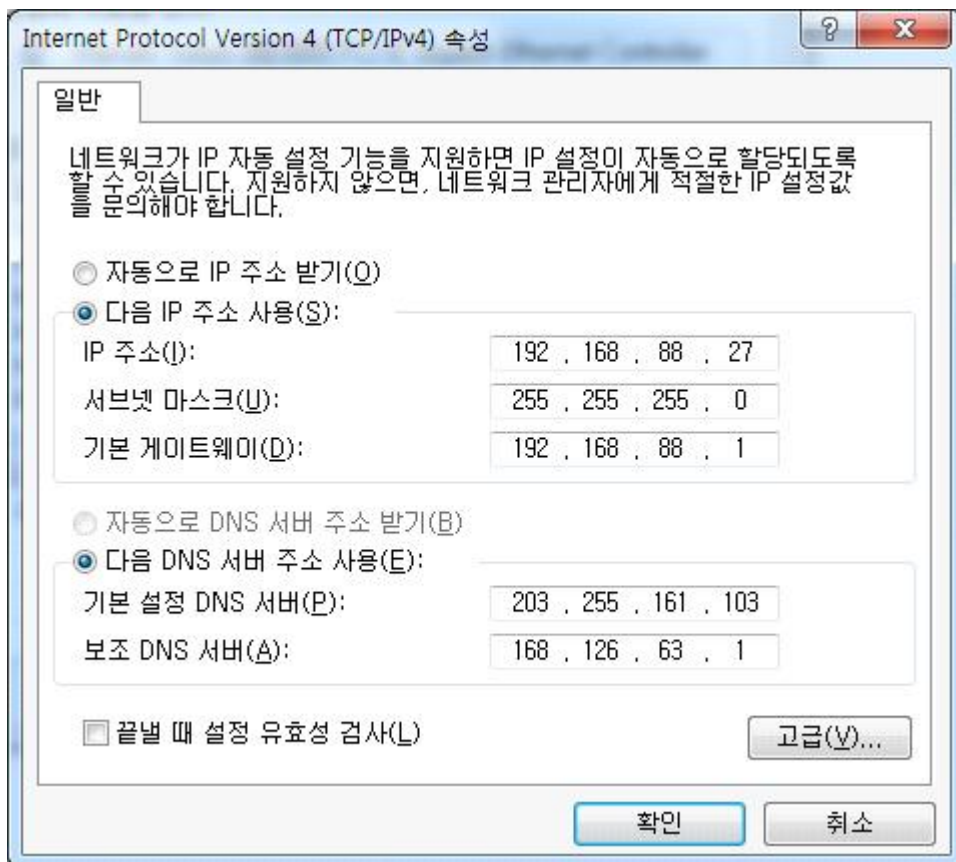 Internet Protocol Version 4 (TCP/IPv4) 속성
일반
네트워크가 IP 자동 설정 기능을 지원하면 IP 설정이 자동으로 할당되도록
할 수 있습니다. 지원하지 않으면, 네트워크 관리자에게 적절한 IP 설정값
을 문의해야 합니다.
자동으로 IP 주소 받기(O)
다음 IP 주소 사용(S):
IP 주소(I): 192 . 168 . 88 . 27
서브넷 마스크(U): 255 . 255 . 255 . 0
기본 게이트웨이(D): 192 . 168 . 88 . 1
자동으로 DNS 서버 주소 받기(B)
다음 DNS 서버 주소 사용(E):
기본 설정 DNS 서버(P): 203 . 255 . 161 . 103
보조 DNS 서버(A): 168 . 126 . 63 . 1
끝낼 때 설정 유효성 검사(L)
고급(V)...
확인 취소